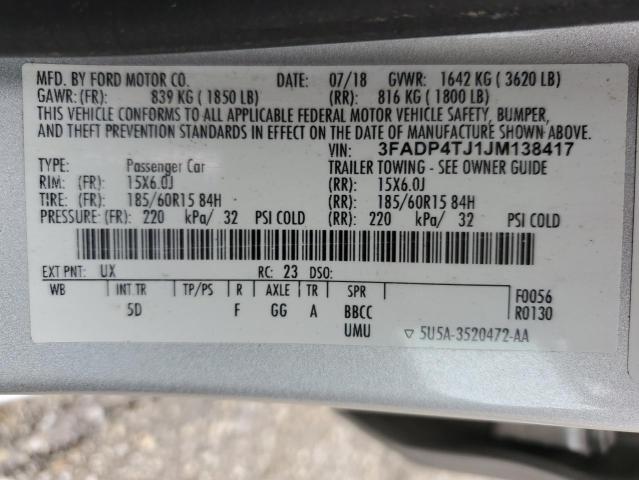 MFD. BY FORD MOTOR CO. DATE: 07/18 GVWR: 1642 KG ( 3620 LB)
GAWR: (FR): 839 KG ( 1850 LB) (RR): 816 KG ( 1800 LB)
THIS VEHICLE CONFORMS TO ALL APPLICABLE FEDERAL MOTOR VEHICLE SAFETY, BUMPER,
AND THEFT PREVENTION STANDARDS IN EFFECT ON THE DATE OF MANUFACTURE SHOWN ABOVE.
VIN: 3FADP4TJ1JM138417
TYPE: Passenger Car TRAILER TOWING - SEE OWNER GUIDE
RIM: (FR): 15X6.0J (RR): 15X6.0J
TIRE: (FR): 185/60R15 84H (RR): 185/60R15 84H
PRESSURE: (FR): 220 kPa/ 32 PSI COLD (RR): 220 kPa/ 32 PSI COLD
EXT PNT: UX RC: 23 DSO:
WB INT TR TP/PS R AXLE TR SPR F0056
5D F GG A BBCC R0130
UMU ▽ 5U5A-3520472-AA